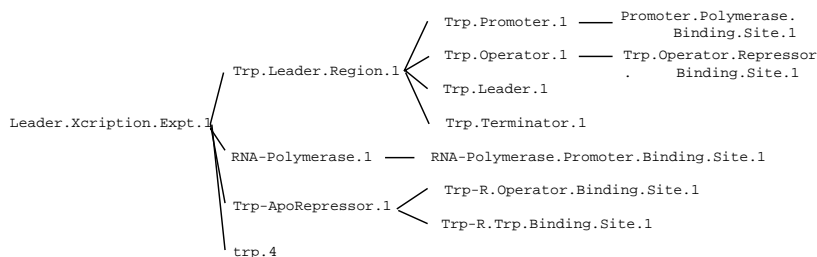 Trp.Promoter.1
Promoter.Polymerase.
Binding.Site.1
Trp.Operator.1
Trp.Operator.Repressor
. Binding.Site.1
Trp.Leader.Region.1
Trp.Leader.1
Leader.Xcription.Expt.1
Trp.Terminator.1
RNA-Polymerase.1
RNA-Polymerase.Promoter.Binding.Site.1
Trp-R.Operator.Binding.Site.1
Trp-ApoRepressor.1
Trp-R.Trp.Binding.Site.1
trp.4